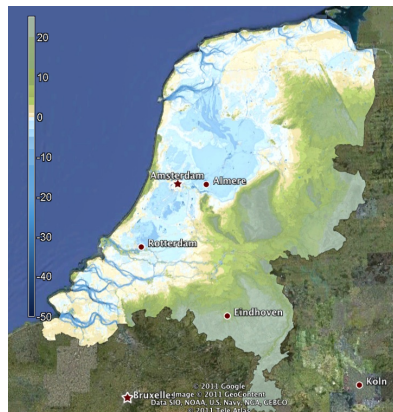 20
10
0
-10
-20
-30
-40
-50
Amsterdam
Almere
Rotterdam
Eindhoven
Koln
Bruxelles
2011 Google
Image © 2011 GeoContent
Data SIO, NOAA, U.S. Navy, NGA, GEBCO
© 2011 Tele Atlas